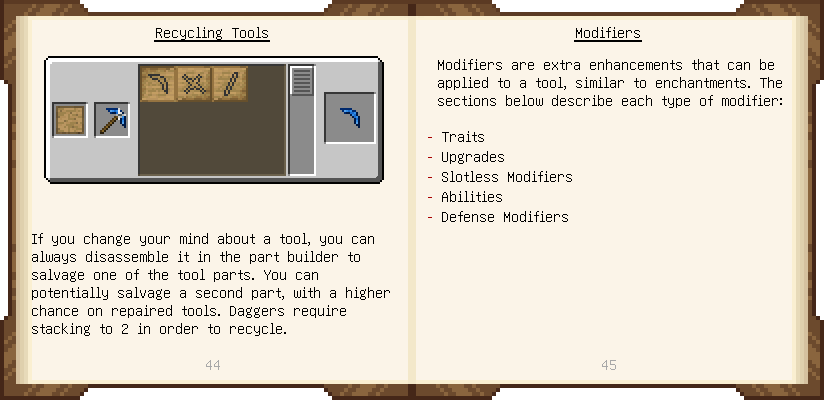 Recycling Tools
If you change your mind about a tool, you can
always disassemble it in the part builder to
salvage one of the tool parts. You can
potentially salvage a second part, with a higher
chance on repaired tools. Daggers require
stacking to 2 in order to recycle.
44
Modifiers
Modifiers are extra enhancements that can be
applied to a tool, similar to enchantments. The
sections below describe each type of modifier:
- Traits
- Upgrades
- Slotless Modifiers
- Abilities
- Defense Modifiers
45